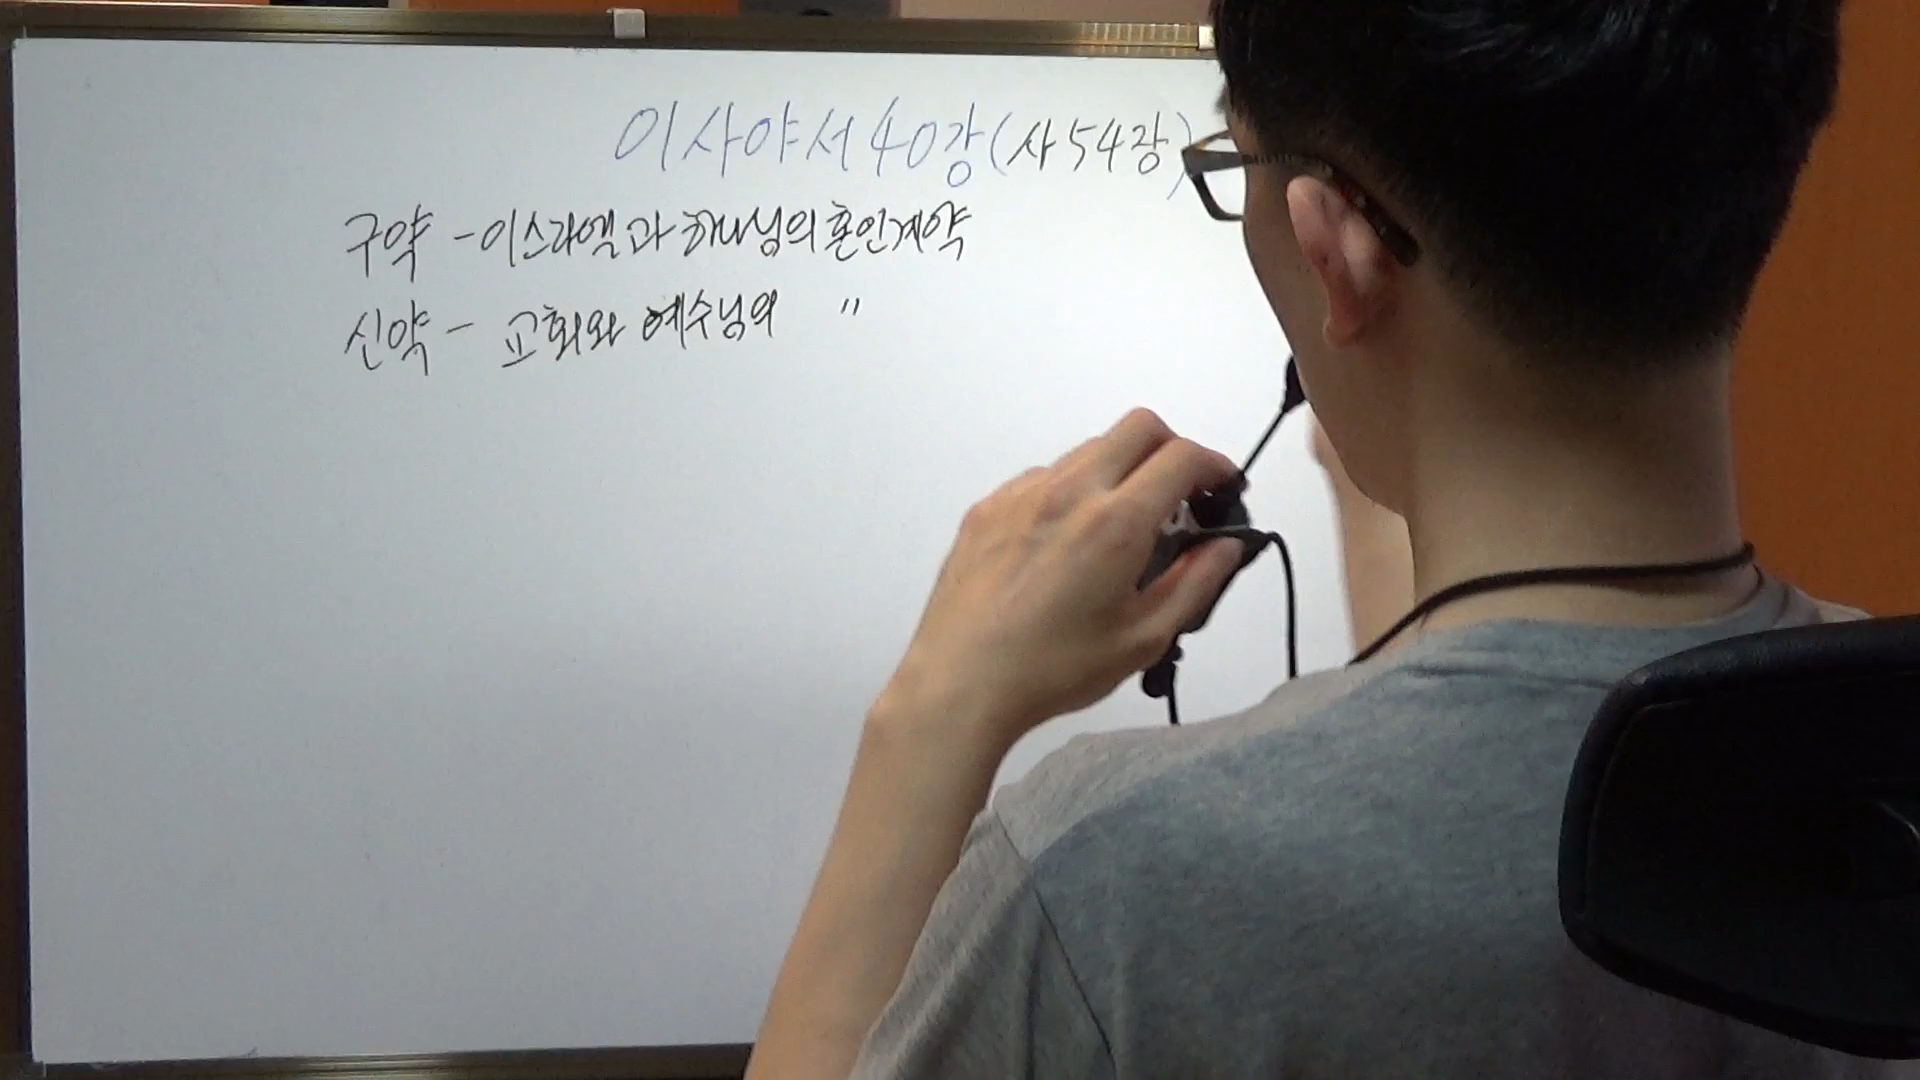 이사야서 40강(사 54장)
구약 - 이스라엘과 하나님의 혼인계약
신약 - 교회와 예수님의 〃